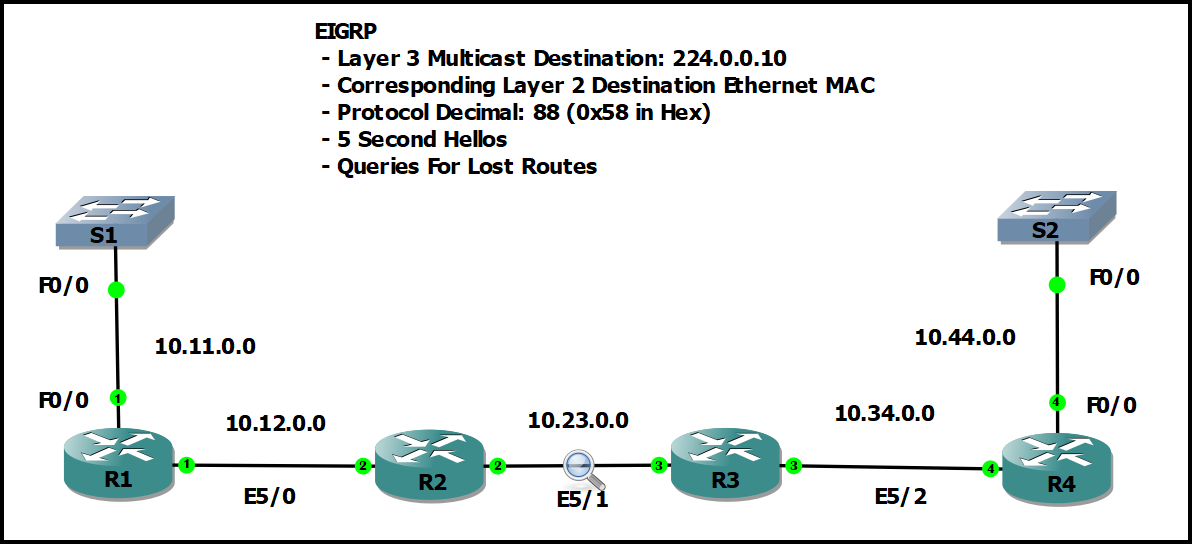 EIGRP
- Layer 3 Multicast Destination: 224.0.0.10
- Corresponding Layer 2 Destination Ethernet MAC
- Protocol Decimal: 88 (0x58 in Hex)
- 5 Second Hellos
- Queries For Lost Routes
S1
S2
F0/0
F0/0
10.11.0.0
10.44.0.0
F0/0
1
4
F0/0
10.12.0.0
10.23.0.0
10.34.0.0
R1
1
2
R2
2
3
R3
3
4
R4
E5/0
E5/1
E5/2